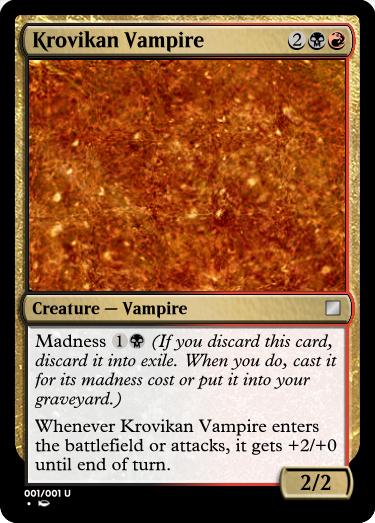 Krovikan Vampire 2
Creature — Vampire
Madness 1 (If you discard this card,
discard it into exile. When you do, cast it
for its madness cost or put it into your
graveyard.)
Whenever Krovikan Vampire enters
the battlefield or attacks, it gets +2/+0
until end of turn.
2/2
001/001 U
•